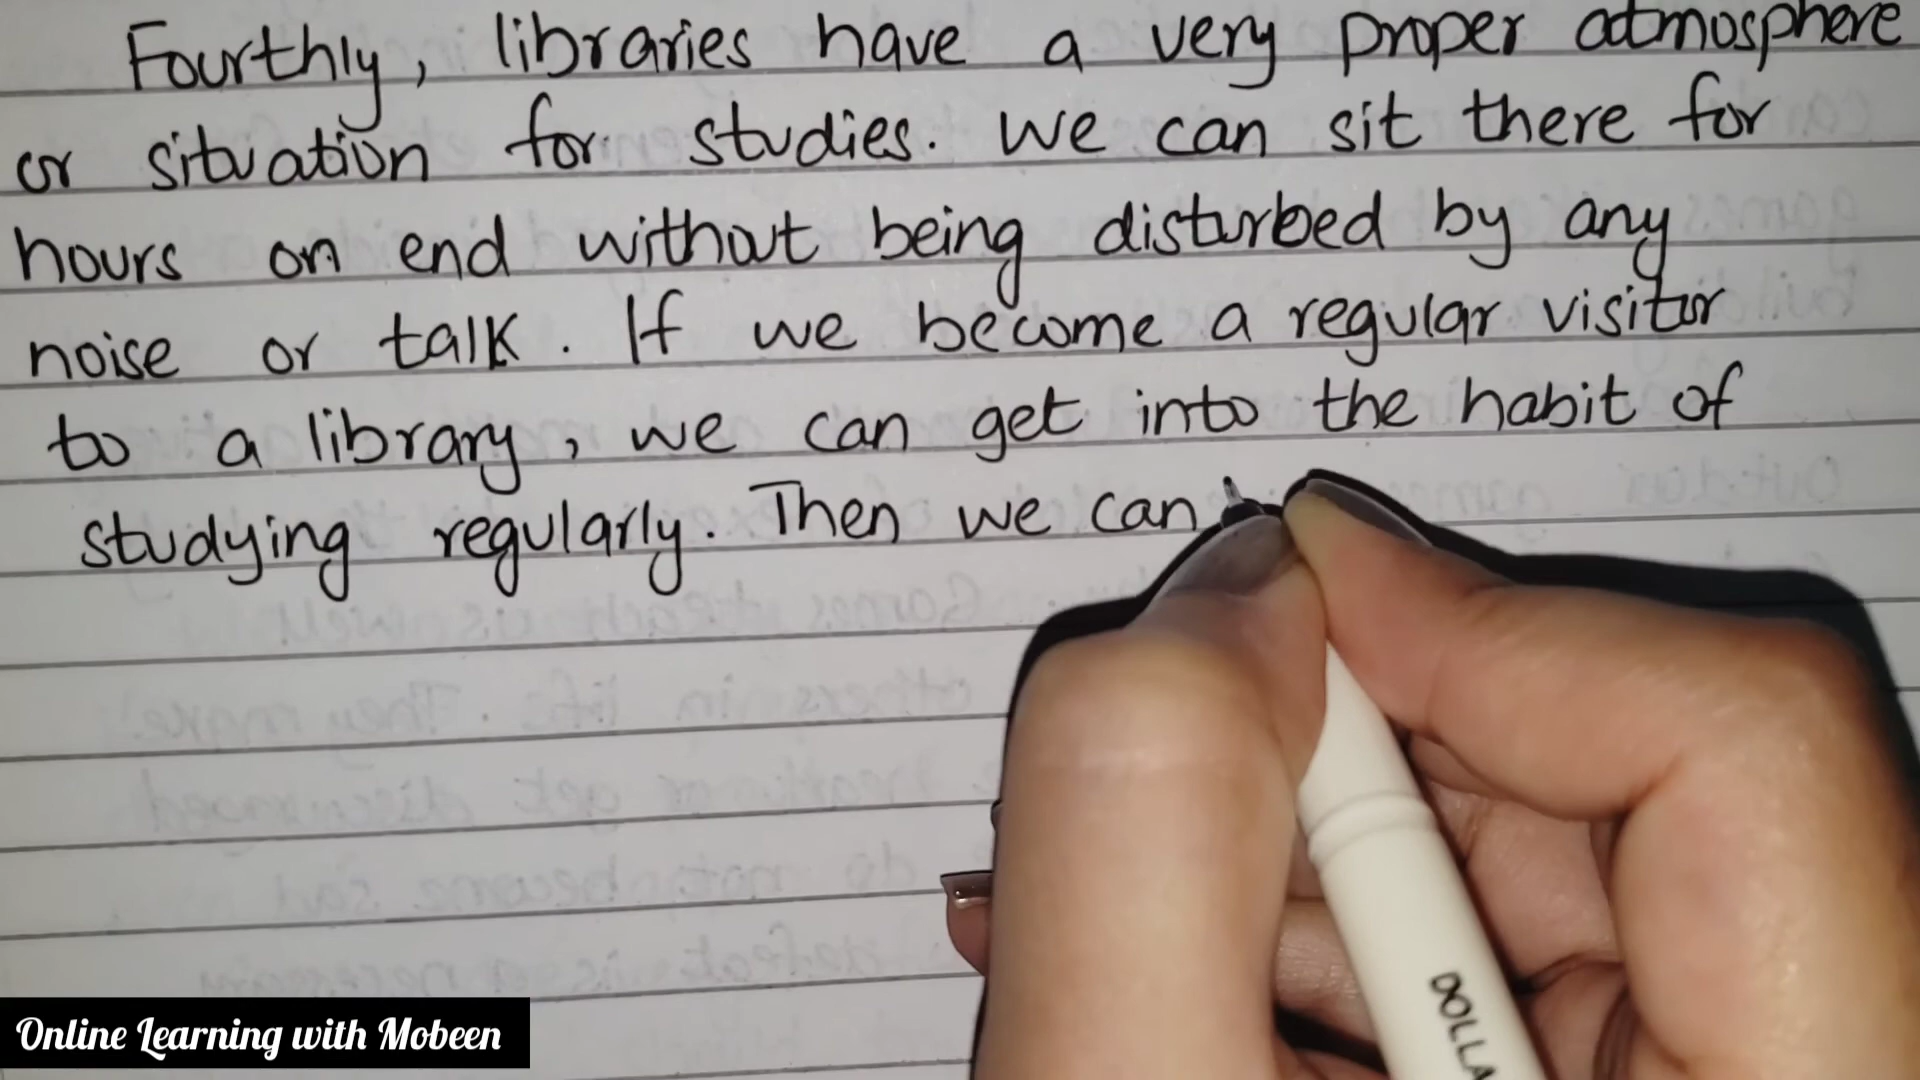 Fourthly, libraries have a very proper atmosphere
or situation for studies. We can sit there for
hours on end without being disturbed by any
noise or talk. If we become a regular visitor
to a library, we can get into the habit of
studying regularly. Then we can
DOLLA
Online Learning with Mobeen